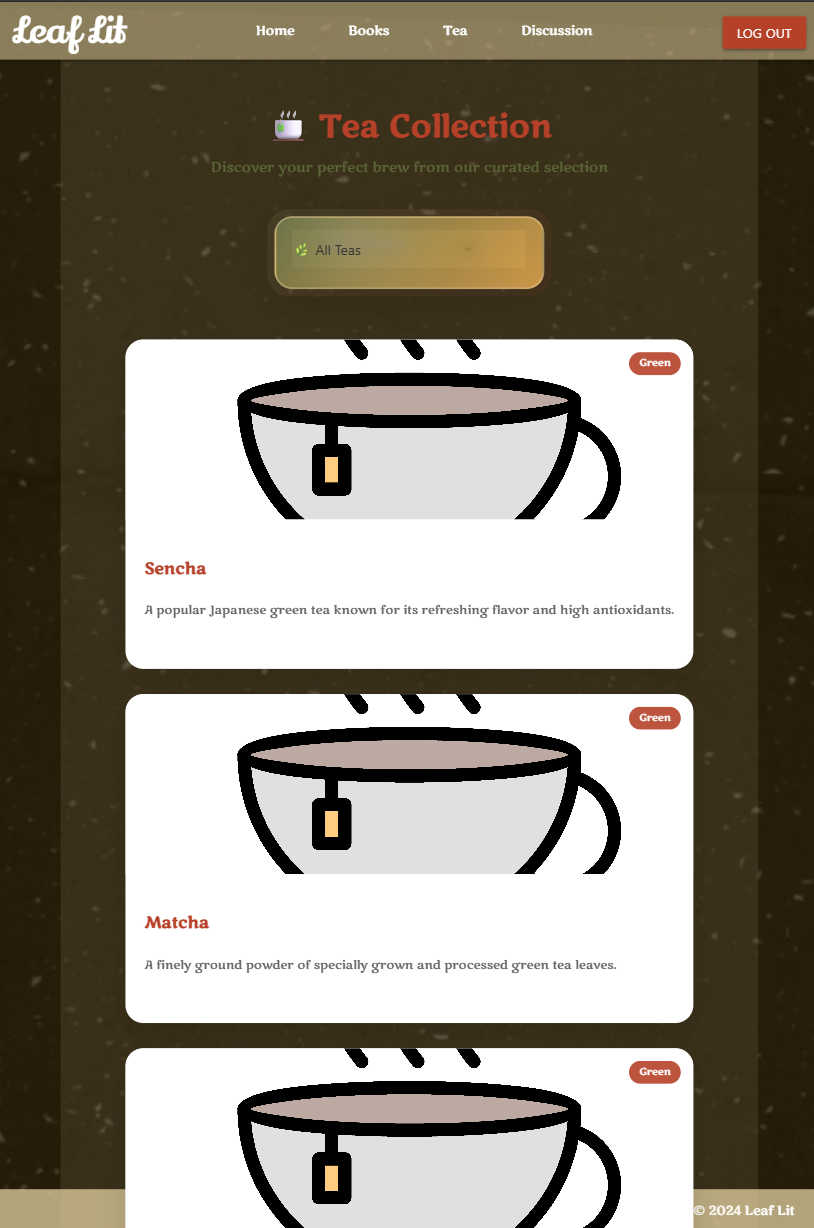 Leaf Lit
Home Books Tea Discussion
LOG OUT
Tea Collection
Discover your perfect brew from our curated selection
All Teas
Green
Sencha
A popular Japanese green tea known for its refreshing flavor and high antioxidants.
Green
Matcha
A finely ground powder of specially grown and processed green tea leaves.
Green
© 2024 Leaf Lit